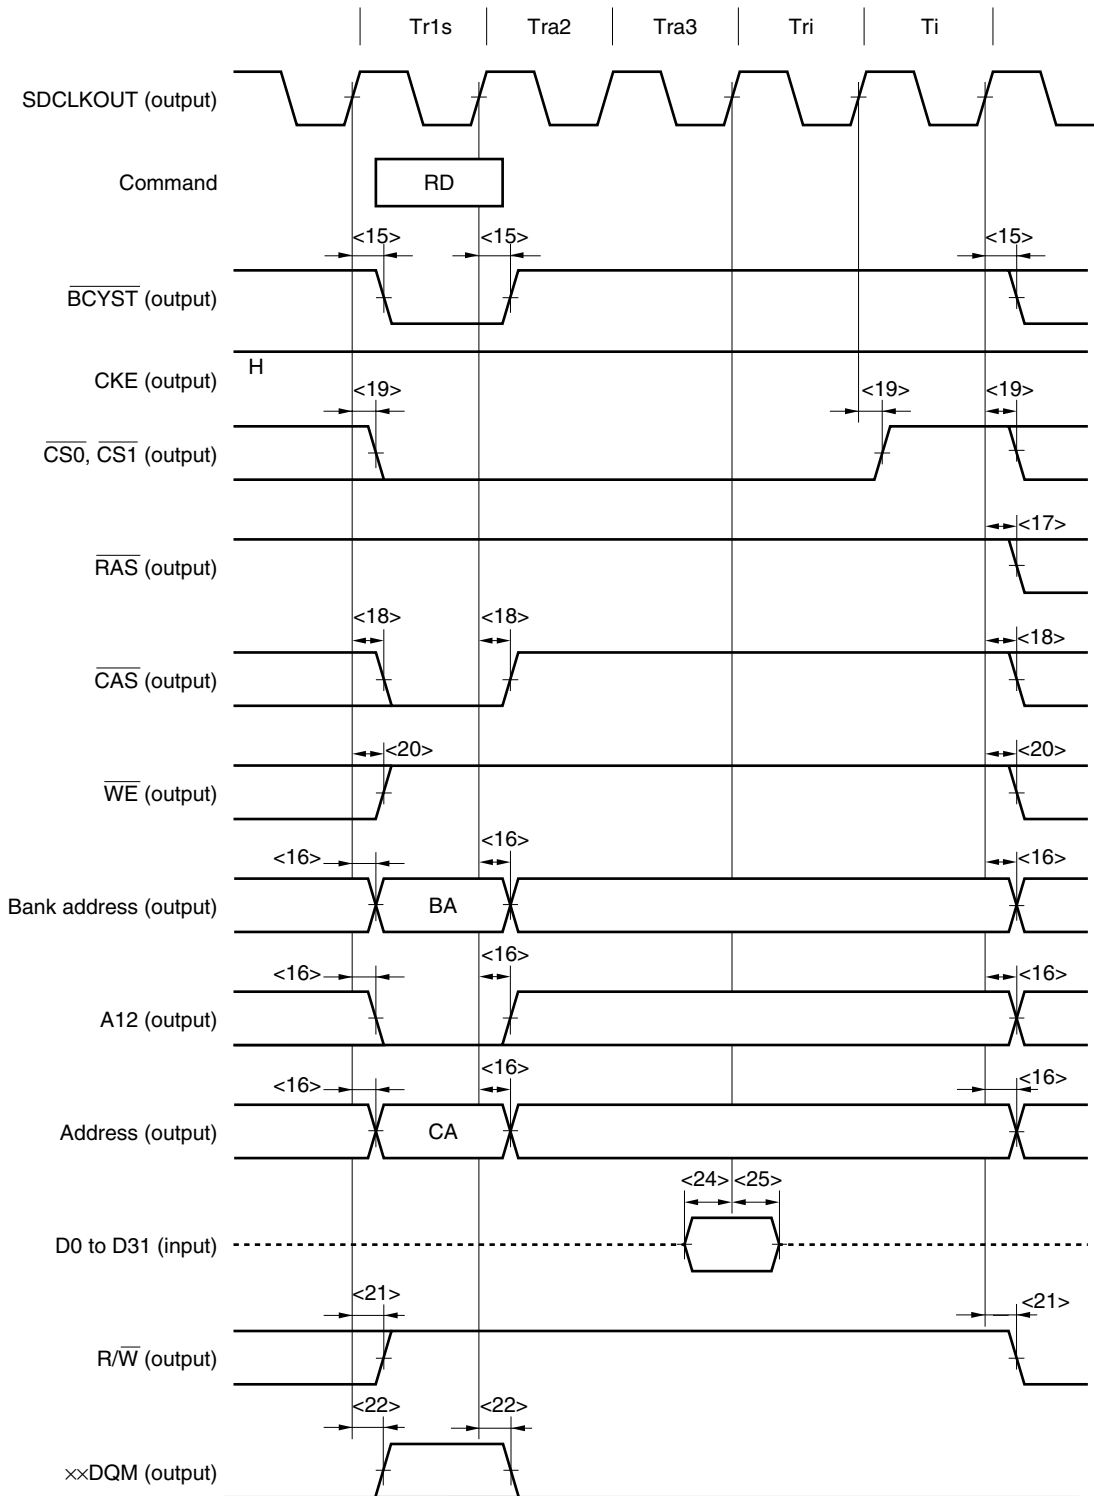 Tr1s Tra2 Tra3 Tri Ti
SDCLKOUT (output)
Command RD
<15> <15> <15>
BCYST (output)
H
CKE (output)
<19> <19> <19>
CS0, CS1 (output)
<17>
RAS (output)
<18> <18> <18>
CAS (output)
<20> <20>
WE (output)
<16> <16> <16>
Bank address (output) BA
<16> <16> <16>
A12 (output)
<16> <16> <16>
Address (output) CA
<24> <25>
D0 to D31 (input)
<21> <21>
R/W (output)
<22> <22>
××DQM (output)